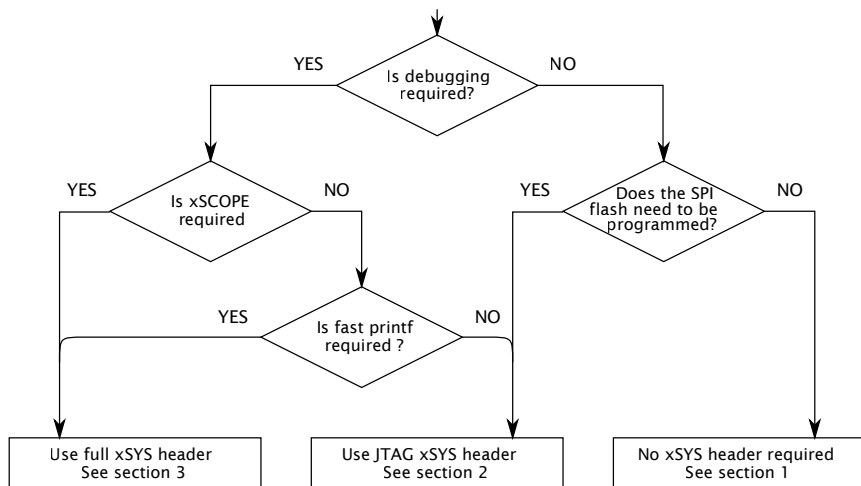 YES
Is debugging
required?
NO
YES
Is xSCOPE
required
NO
YES
Does the SPI
flash need to be
programmed?
NO
YES
Is fast printf
required ?
NO
Use full xSYS header
See section 3
Use JTAG xSYS header
See section 2
No xSYS header required
See section 1